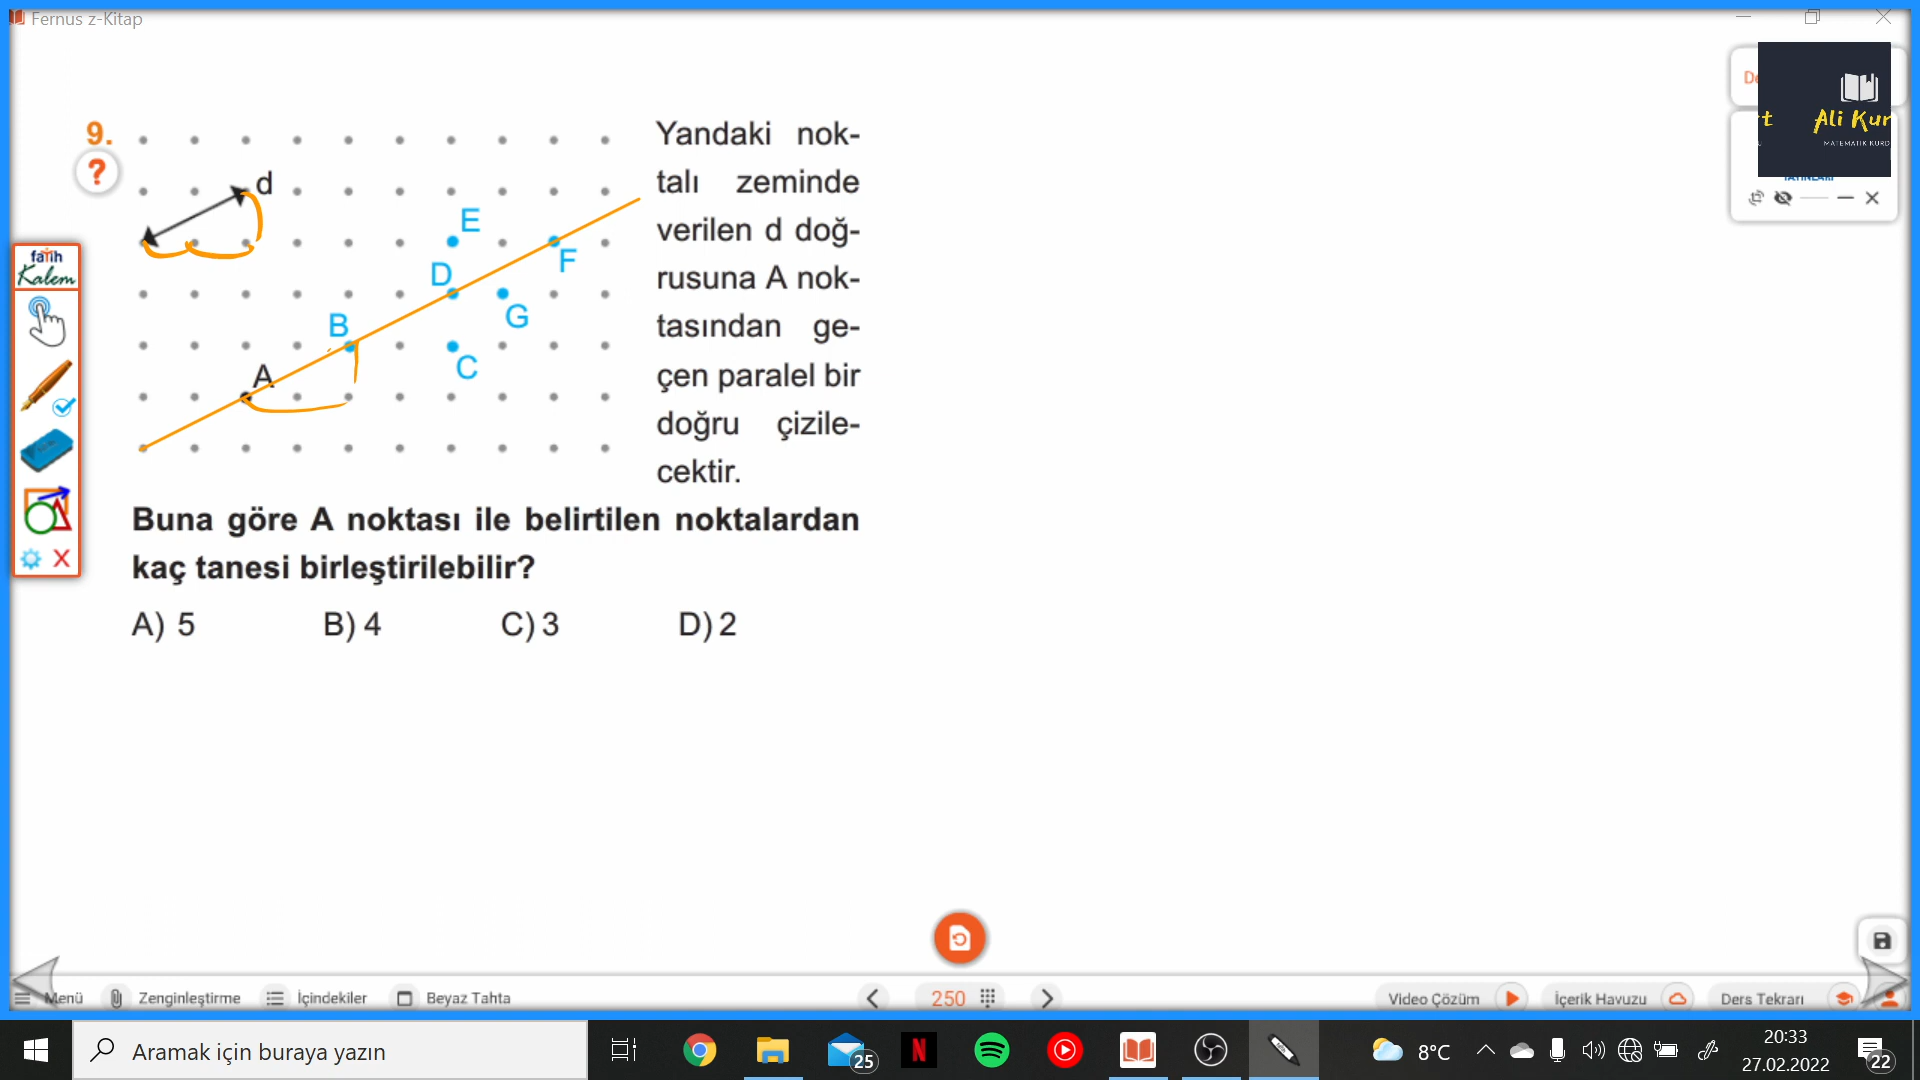 Fernus z-Kitap
Ali Kur
MATEMATİK KURD
9.
?
d
E
F
D
G
B
C
A
Yandaki nok-
talı zeminde
verilen d doğ-
rusuna A nok-
tasından ge-
çen paralel bir
doğru çizile-
cektir.
Buna göre A noktası ile belirtilen noktalardan
kaç tanesi birleştirilebilir?
A) 5 B) 4 C) 3 D) 2
fatih
Kalem
Menü Zenginleştirme İçindekiler Beyaz Tahta 250 Video Çözüm İçerik Havuzu Ders Tekrarı
Aramak için buraya yazın 25 8°C 20:33
27.02.2022 22